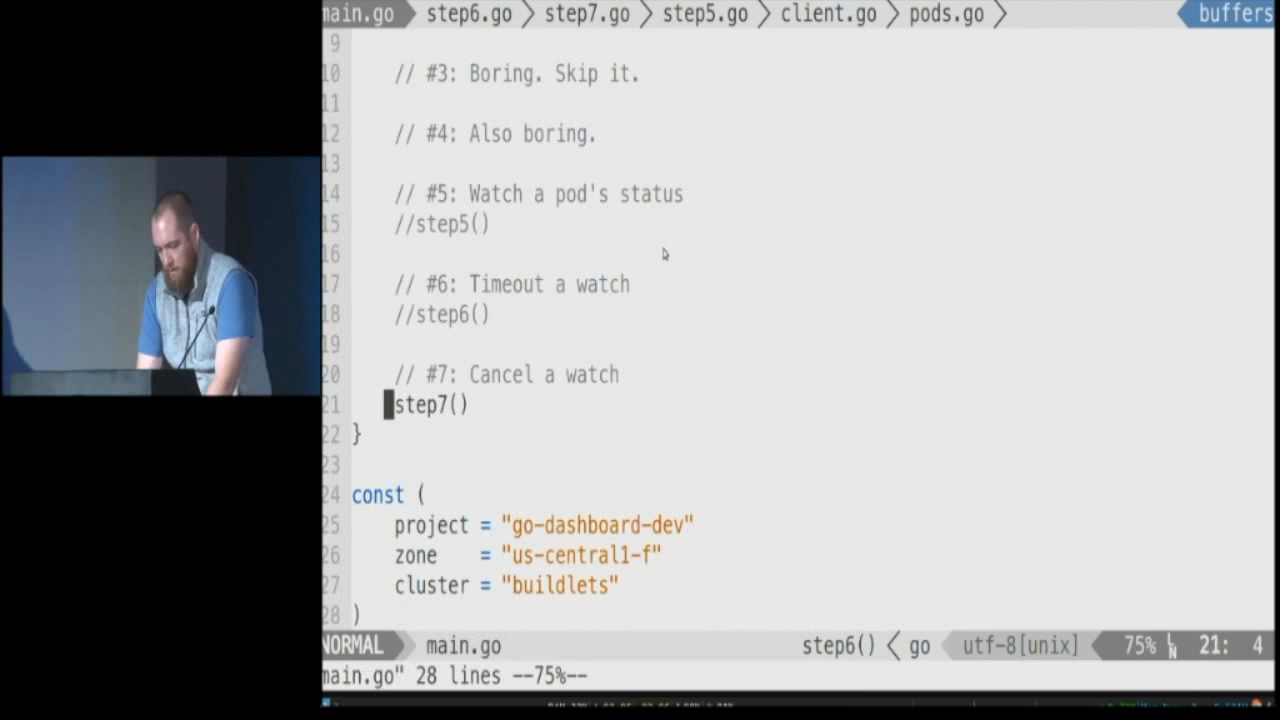 main.go step6.go step7.go step5.go client.go pods.go buffers
9
10 // #3: Boring. Skip it.
11
12 // #4: Also boring.
13
14 // #5: Watch a pod's status
15 //step5()
16
17 // #6: Timeout a watch
18 //step6()
19
20 // #7: Cancel a watch
21 step7()
22 }
23
24 const (
25 project = "go-dashboard-dev"
26 zone = "us-central1-f"
27 cluster = "buildlets"
28 )
NORMAL main.go step6() < go utf-8[unix] 75% LN 21: 4
main.go" 28 lines --75%--